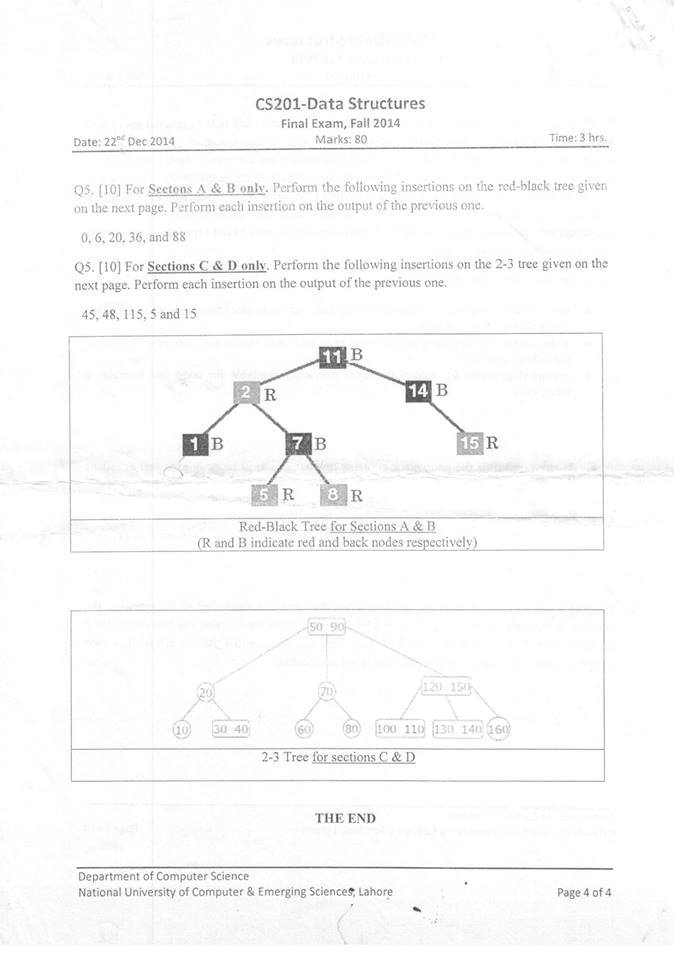 CS201-Data Structures
Final Exam, Fall 2014
Date: 22nd Dec 2014 Marks: 80 Time: 3 hrs.
Q5. [10] For Sectons A & B only. Perform the following insertions on the red-black tree given
on the next page. Perform each insertion on the output of the previous one.
0, 6, 20, 36, and 88
Q5. [10] For Sections C & D only. Perform the following insertions on the 2-3 tree given on the
next page. Perform each insertion on the output of the previous one.
45, 48, 115, 5 and 15
11 B
2 R 14 B
1 B 7 B 15 R
5 R 8 R
Red-Black Tree for Sections A & B
(R and B indicate red and back nodes respectively)
50 90
20 70 120 150
10 30 40 60 80 100 110 130 140 160
2-3 Tree for sections C & D
THE END
Department of Computer Science
National University of Computer & Emerging Sciences, Lahore Page 4 of 4